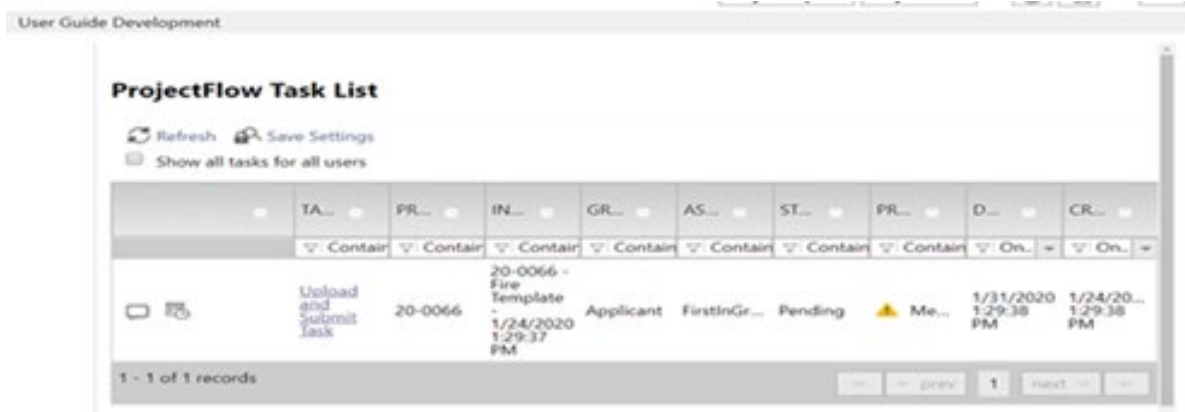 User Guide Development
ProjectFlow Task List
Refresh Save Settings
Show all tasks for all users
TA... PR... IN... GR... AS... ST... PR... D... CR...
Contain Contain Contain Contain Contain Contain Contain On.. On..
Upload and Submit Task
20-0066
20-0066 - Fire Template - 1/24/2020 1:29:37 PM
Applicant
FirstInGr...
Pending
Me...
1/31/2020 1:29:38 PM
1/24/20... 1:29:38 PM
1 - 1 of 1 records
prev 1 next